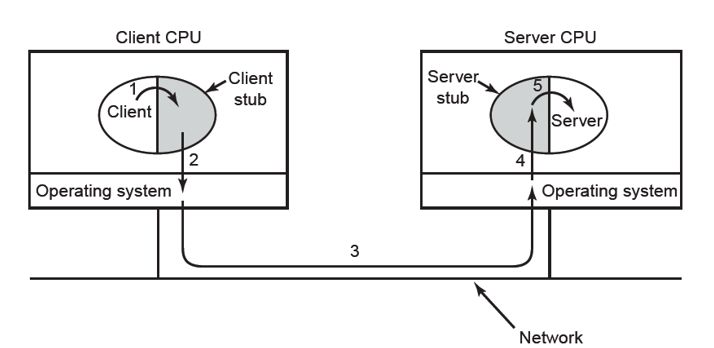 Client CPU
Server CPU
1
Client
Client
stub
2
Operating system
Server
stub
5
Server
4
Operating system
3
Network